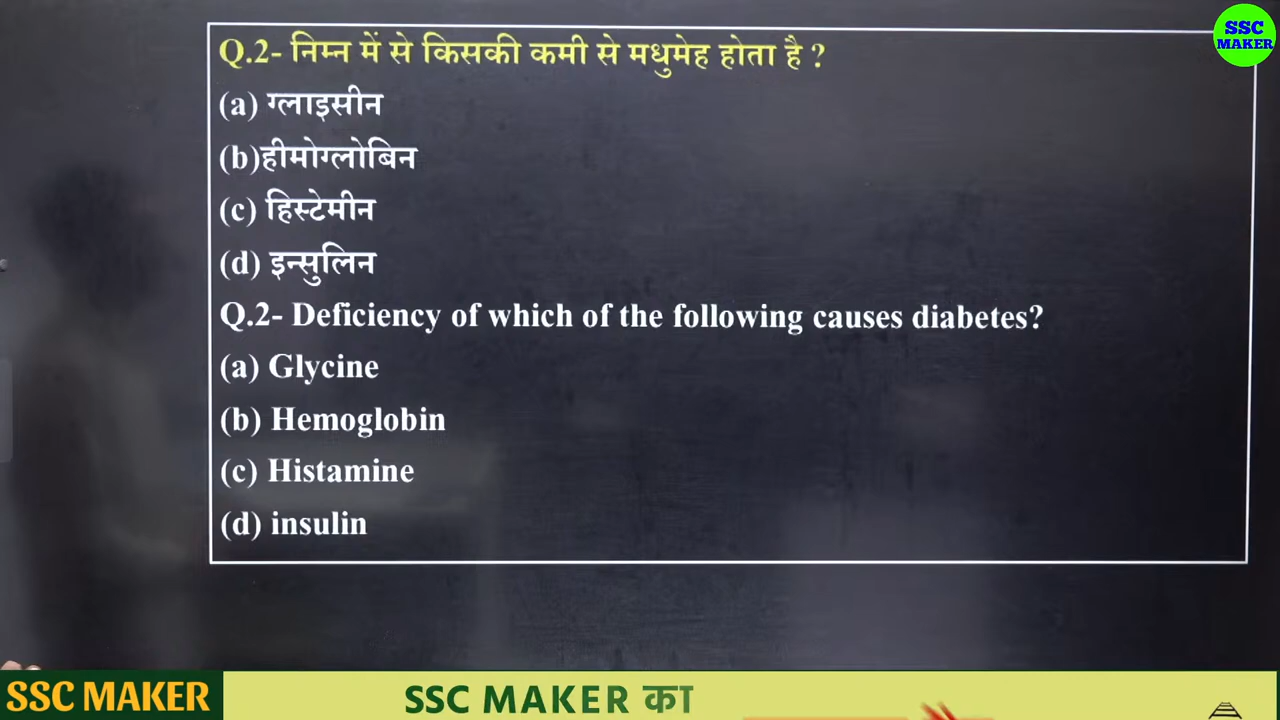 SSC
MAKER
Q.2- निम्न में से किसकी कमी से मधुमेह होता है ?
(a) ग्लाइसीन
(b)हीमोग्लोबिन
(c) हिस्टेमीन
(d) इन्सुलिन
Q.2- Deficiency of which of the following causes diabetes?
(a) Glycine
(b) Hemoglobin
(c) Histamine
(d) insulin
SSC MAKER
SSC MAKER का